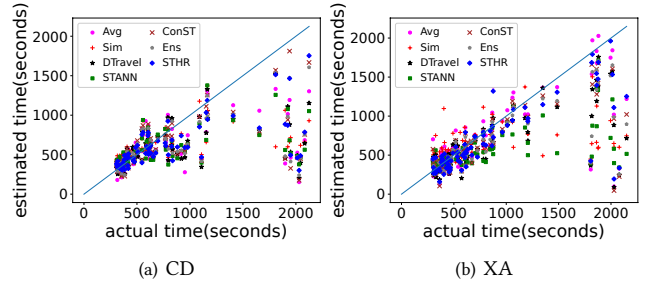 Avg
Sim
DTravel
STANN
ConST
Ens
STHR
estimated time(seconds)
2000
1500
1000
500
0
0 500 1000 1500 2000
actual time(seconds)
(a) CD
Avg
Sim
DTravel
STANN
ConST
Ens
STHR
estimated time(seconds)
2000
1500
1000
500
0
0 500 1000 1500 2000
actual time(seconds)
(b) XA